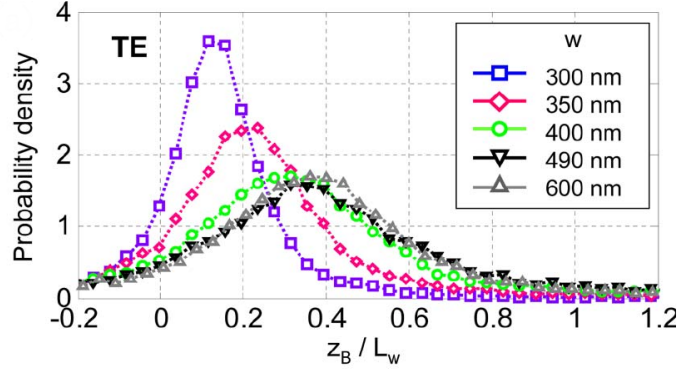 TE
Probability density
4
3
2
1
0
-0.2
0
0.2
0.4
0.6
0.8
1
1.2
z_B / L_w
w
300 nm
350 nm
400 nm
490 nm
600 nm